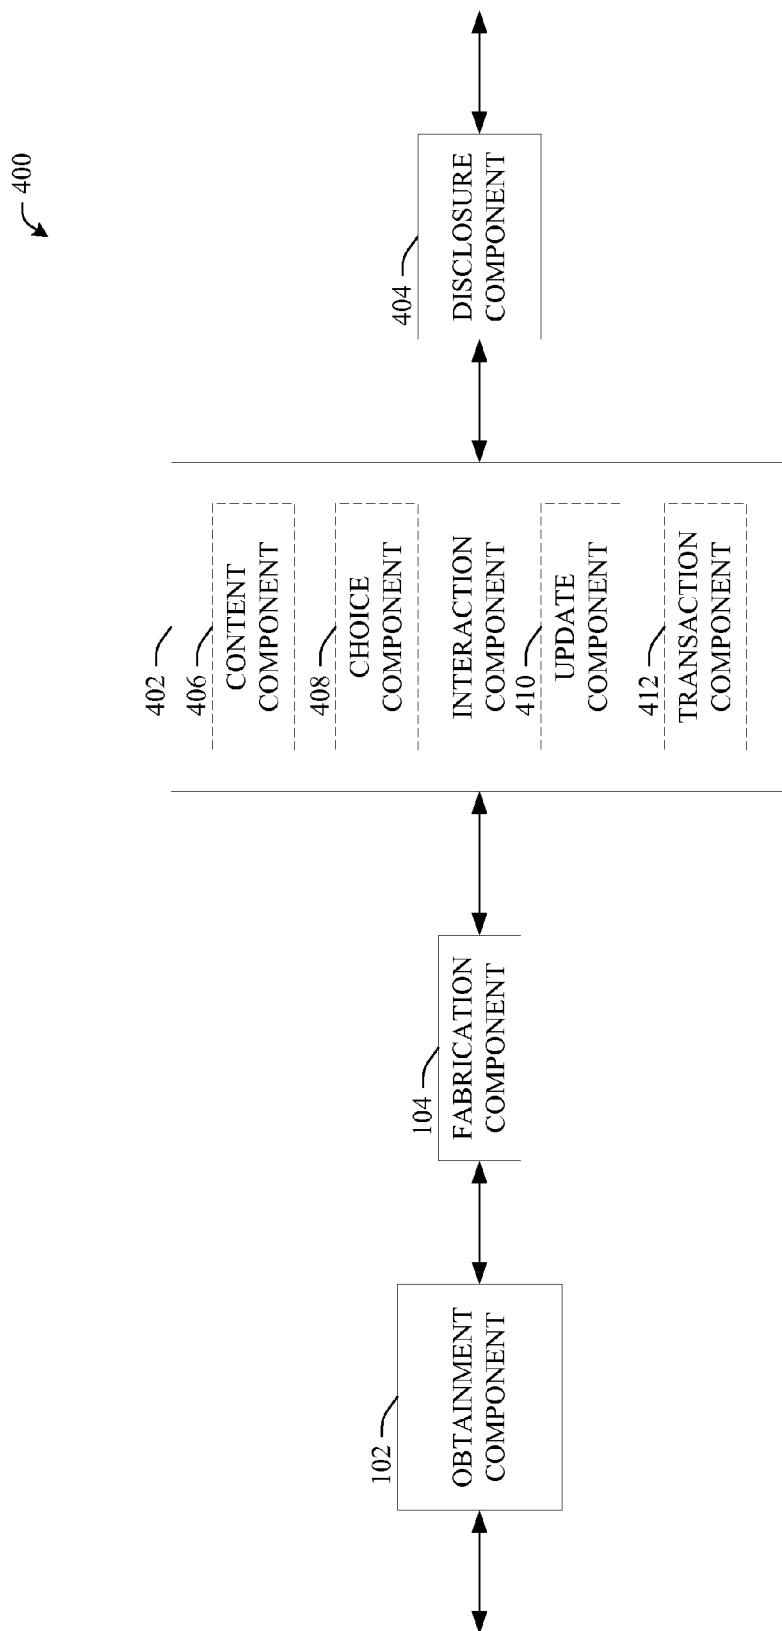 400
102
OBTAINMENT
COMPONENT
104
FABRICATION
COMPONENT
402
406
CONTENT
COMPONENT
408
CHOICE
COMPONENT
INTERACTION
COMPONENT
410
UPDATE
COMPONENT
412
TRANSACTION
COMPONENT
404
DISCLOSURE
COMPONENT